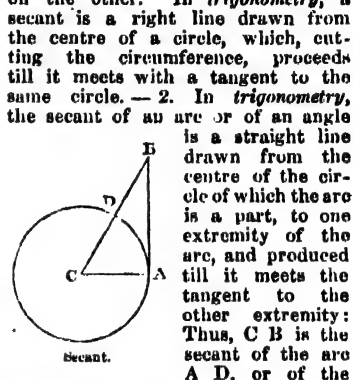 on the other. In trigonometry, a
secant is a right line drawn from
the centre of a circle, which, cut-
ting the circumference, proceeds
till it meets with a tangent to the
same circle. — 2. In trigonometry,
the secant of an arc or of an angle
is a straight line
drawn from the
centre of the cir-
cle of which the arc
is a part, to one
extremity of the
arc, and produced
till it meets the
tangent to the
other extremity:
Thus, C B is the
secant of the arc
A D, or of the
B
D
C
A
Secant.